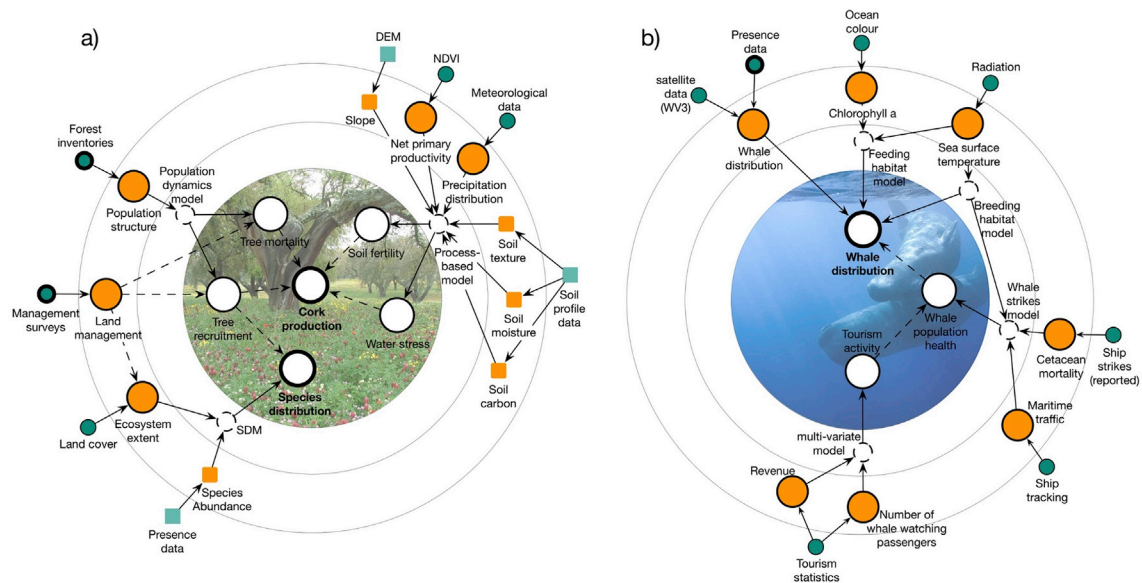 a)
DEM
NDVI
Meteorological
data
Slope
Net primary
productivity
Precipitation
distribution
Forest
inventories
Population
dynamics
model
Population
structure
Tree mortality
Soil fertility
Process-
based
model
Soil
texture
Soil
profile
data
Soil
moisture
Soil
carbon
Management
surveys
Land
management
Tree
recruitment
Cork
production
Water stress
Species
distribution
Land cover
Ecosystem
extent
SDM
Species
Abundance
Presence
data
b)
Ocean
colour
Presence
data
satellite
data
(WV3)
Radiation
Chlorophyll a
Whale
distribution
Feeding
habitat
model
Sea surface
temperature
Breeding
habitat
model
Whale
distribution
Whale
strikes
model
Whale
population
health
Tourism
activity
Cetacean
mortality
Ship
strikes
(reported)
Maritime
traffic
Ship
tracking
multi-variate
model
Revenue
Number of
whale watching
passengers
Tourism
statistics